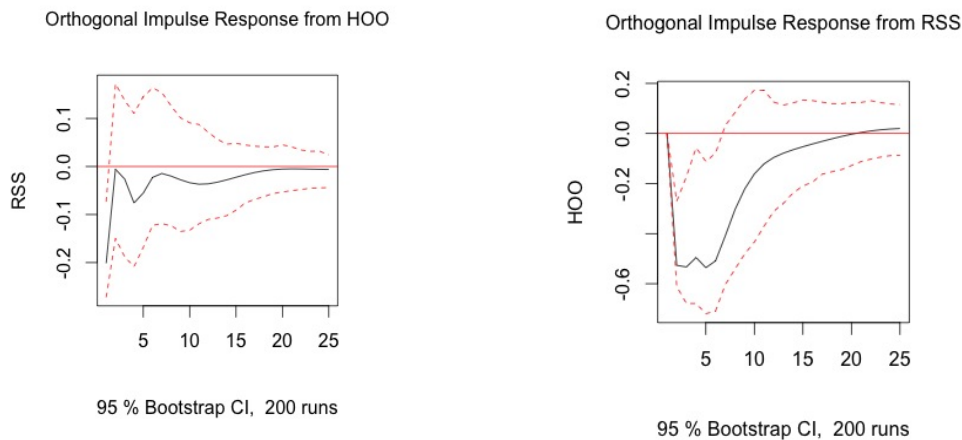 Orthogonal Impulse Response from HOO
RSS
0.1
0.0
-0.1
-0.2
5 10 15 20 25
95 % Bootstrap CI, 200 runs
Orthogonal Impulse Response from RSS
HOO
0.2
0.0
-0.2
-0.6
5 10 15 20 25
95 % Bootstrap CI, 200 runs